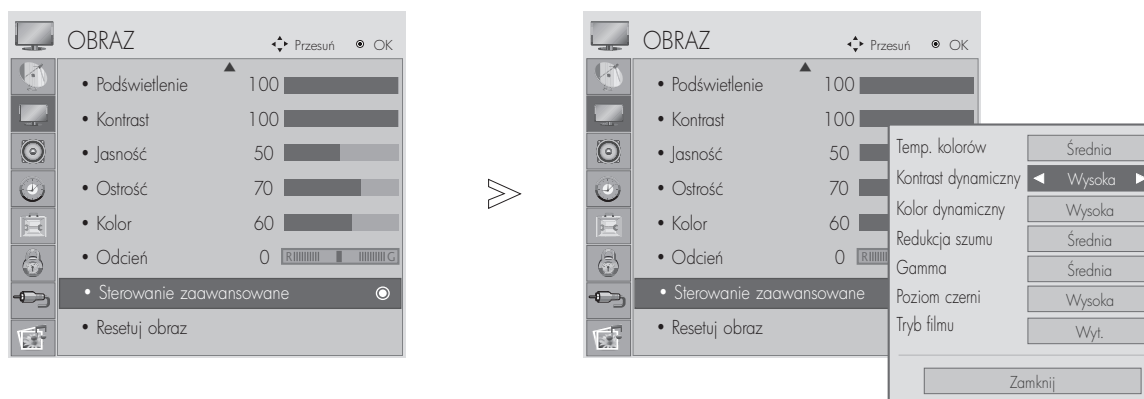 OBRAZ
Przesuń OK
• Podświetlenie 100
• Kontrast 100
• Jasność 50
• Ostrość 70
• Kolor 60
• Odcień 0 R G
• Sterowanie zaawansowane
• Resetuj obraz
OBRAZ
Przesuń OK
• Podświetlenie 100
• Kontrast 100
• Jasność 50
• Ostrość 70
• Kolor 60
• Odcień 0 R
• Sterowanie zaawansowane
• Resetuj obraz
Temp. kolorów Średnia
Kontrast dynamiczny Wysoka
Kolor dynamiczny Wysoka
Redukcja szumu Średnia
Gamma Średnia
Poziom czerni Wysoka
Tryb filmu Wył.
Zamknij